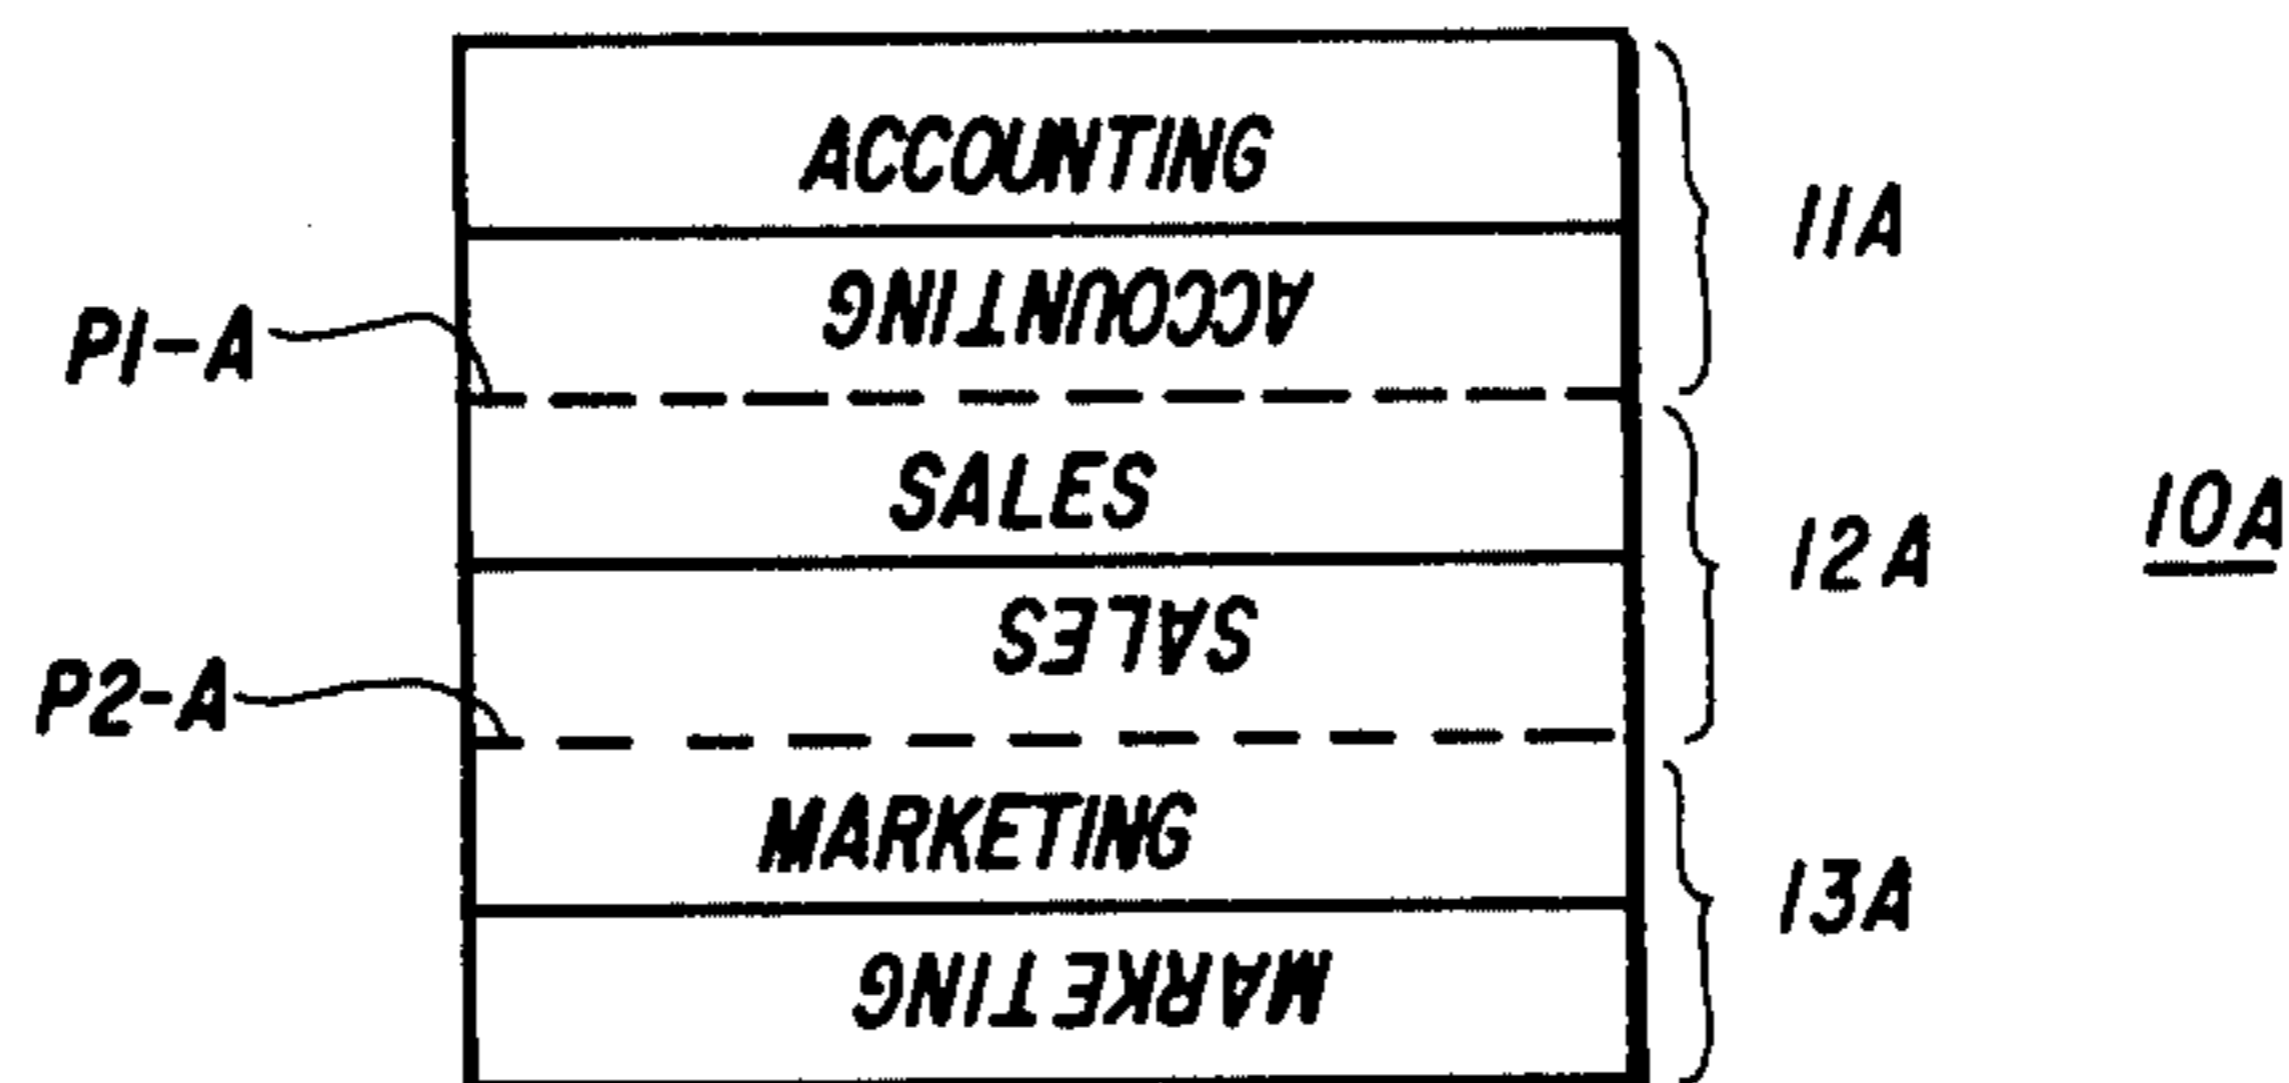 ACCOUNTING
11A
ACCOUNTING
P1-A
SALES
10A
12A
SALES
P2-A
MARKETING
13A
MARKETING